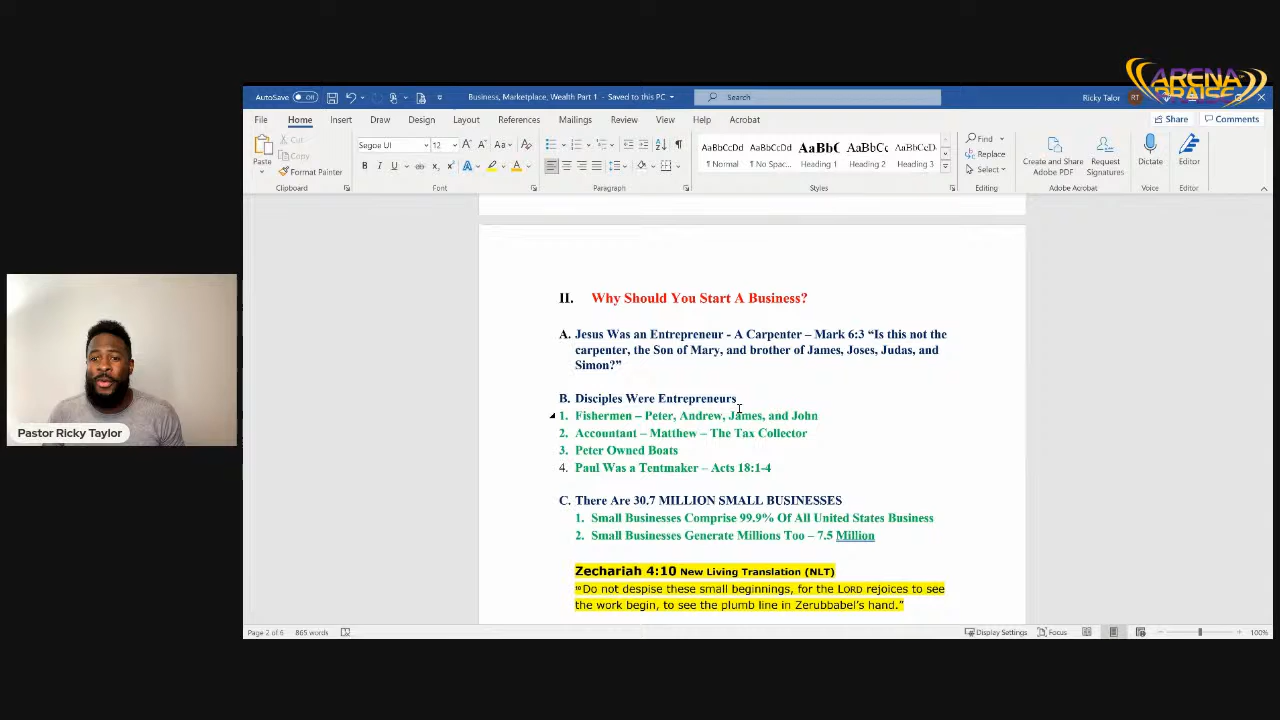 ARENA
PRAISE
AutoSave Off
Business, Marketplace, Wealth Part 1 - Saved to this PC
Search
Ricky Talor RT
File Home Insert Draw Design Layout References Mailings Review View Help Acrobat
Share Comments
Paste
Cut
Copy
Format Painter
Clipboard
Segoe UI 12
Font
Paragraph
AaBbCcDd AaBbCcDd AaBbC AaBbCc AaBbCcD
¶ Normal ¶ No Spac... Heading 1 Heading 2 Heading 3
Styles
Find
Replace
Select
Editing
Create and Share
Adobe PDF
Request
Signatures
Adobe Acrobat
Dictate
Voice
Editor
Editor
II. Why Should You Start A Business?
A. Jesus Was an Entrepreneur - A Carpenter – Mark 6:3 “Is this not the
carpenter, the Son of Mary, and brother of James, Joses, Judas, and
Simon?”
B. Disciples Were Entrepreneurs
1. Fishermen – Peter, Andrew, James, and John
2. Accountant – Matthew – The Tax Collector
3. Peter Owned Boats
4. Paul Was a Tentmaker – Acts 18:1-4
C. There Are 30.7 MILLION SMALL BUSINESSES
1. Small Businesses Comprise 99.9% Of All United States Business
2. Small Businesses Generate Millions Too – 7.5 Million
Zechariah 4:10 New Living Translation (NLT)
10 Do not despise these small beginnings, for the LORD rejoices to see
the work begin, to see the plumb line in Zerubbabel’s hand.”
Pastor Ricky Taylor
Page 2 of 6 865 words
Display Settings Focus 100%